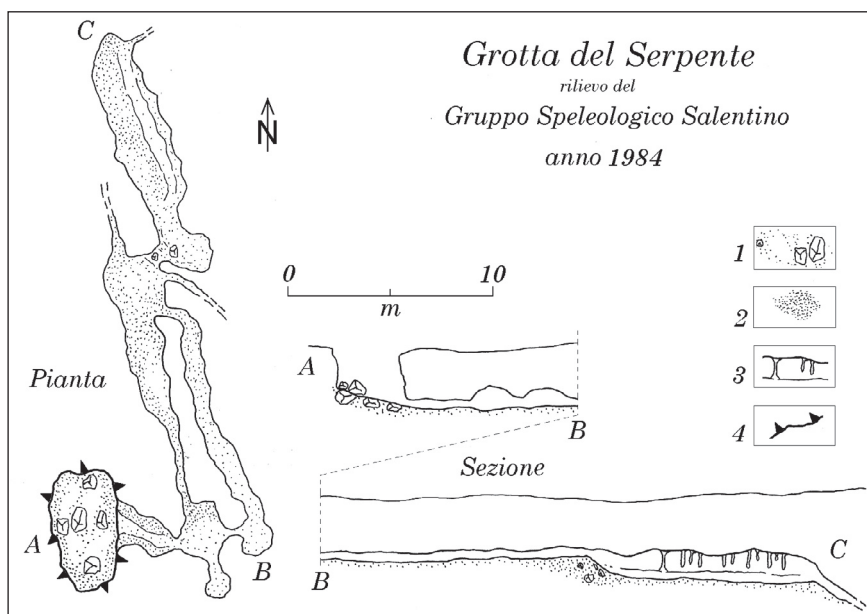 Grotta del Serpente
rilievo del
Gruppo Speleologico Salentino
anno 1984
C
N
0 10
m
1
2
3
4
Pianta
A
B
A
B
Sezione
B
C